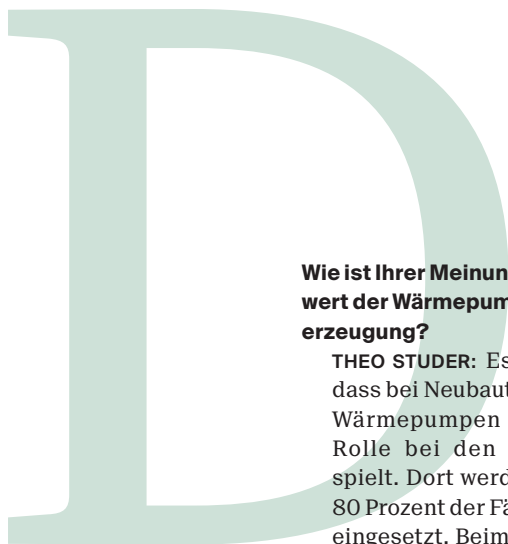 D
Wie ist Ihrer Meinun
wert der Wärmepum
erzeugung?
THEO STUDER: Es
dass bei Neubaut
Wärmepumpen
Rolle bei den
spielt. Dort werd
80 Prozent der Fä
eingesetzt. Beim